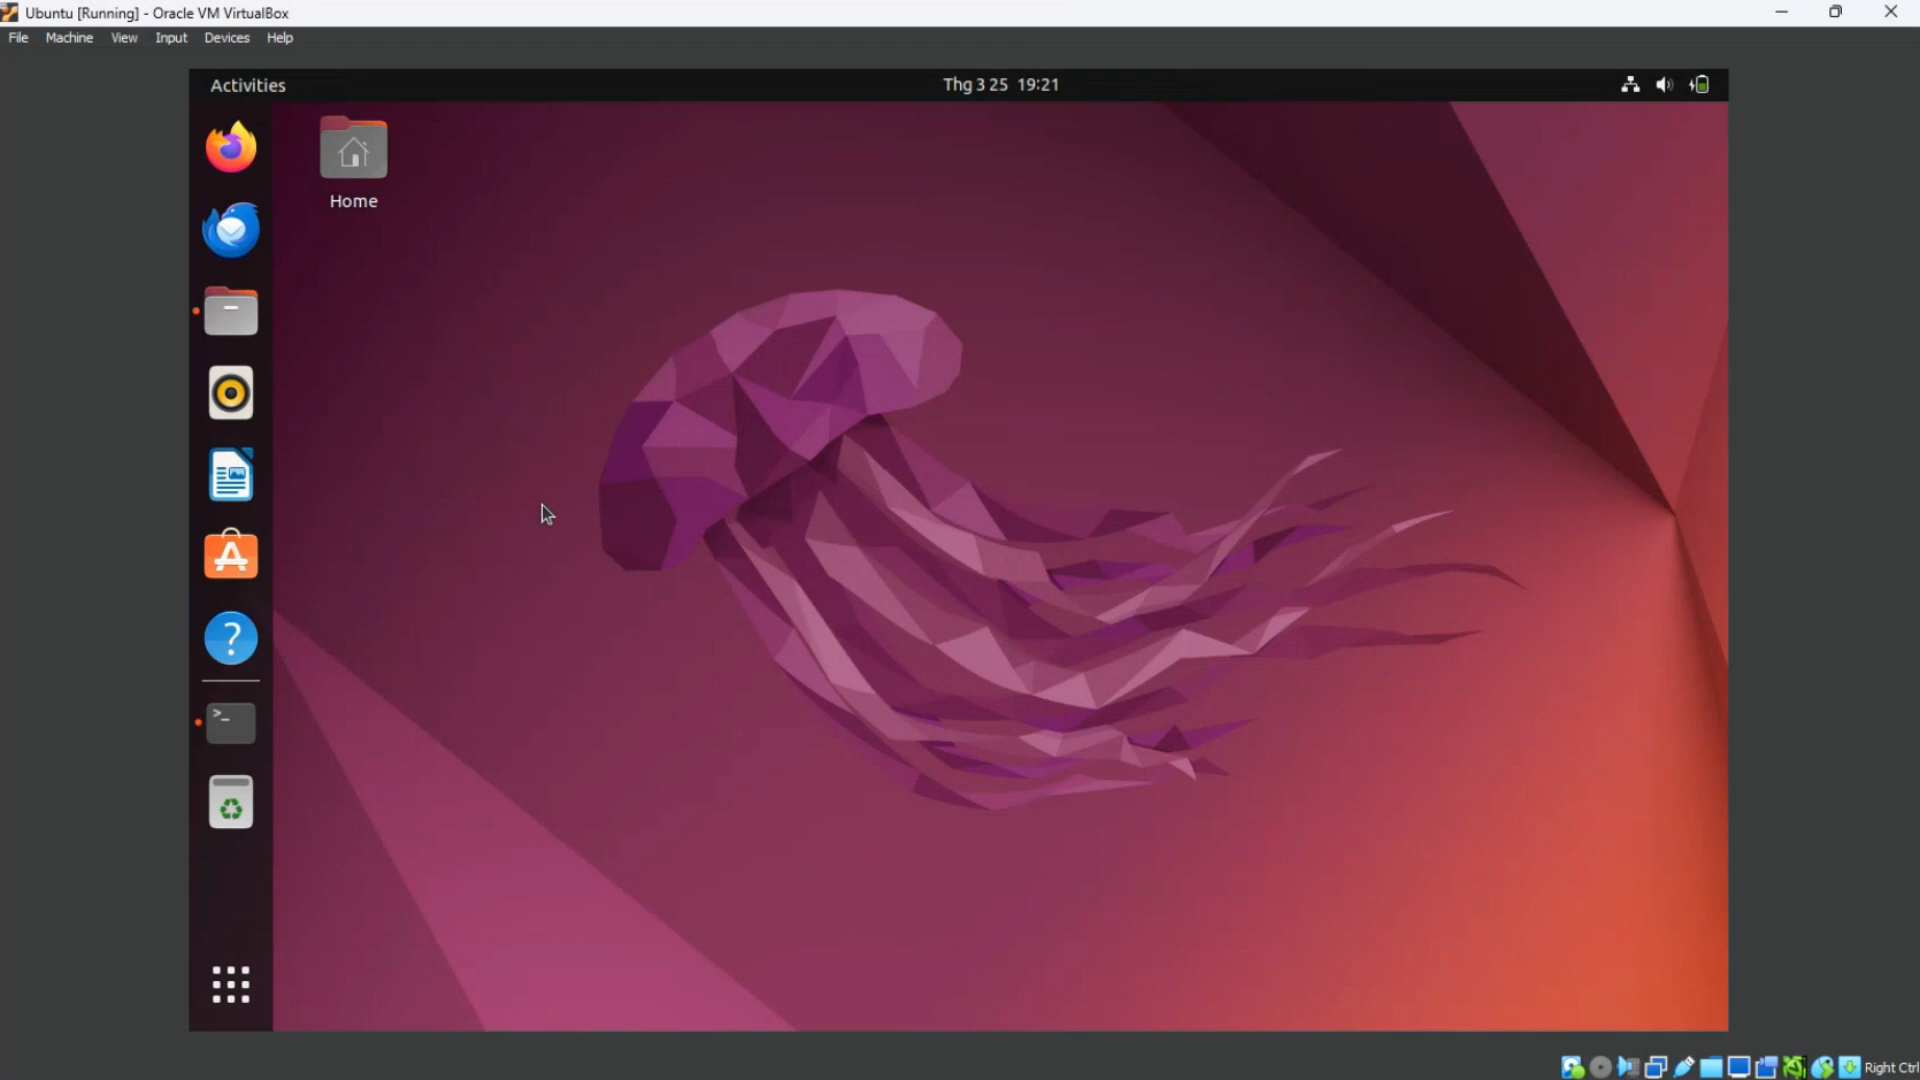 Ubuntu [Running] - Oracle VM VirtualBox
File Machine View Input Devices Help
Activities
Thg 3 25 19:21
Home
Right Ctrl